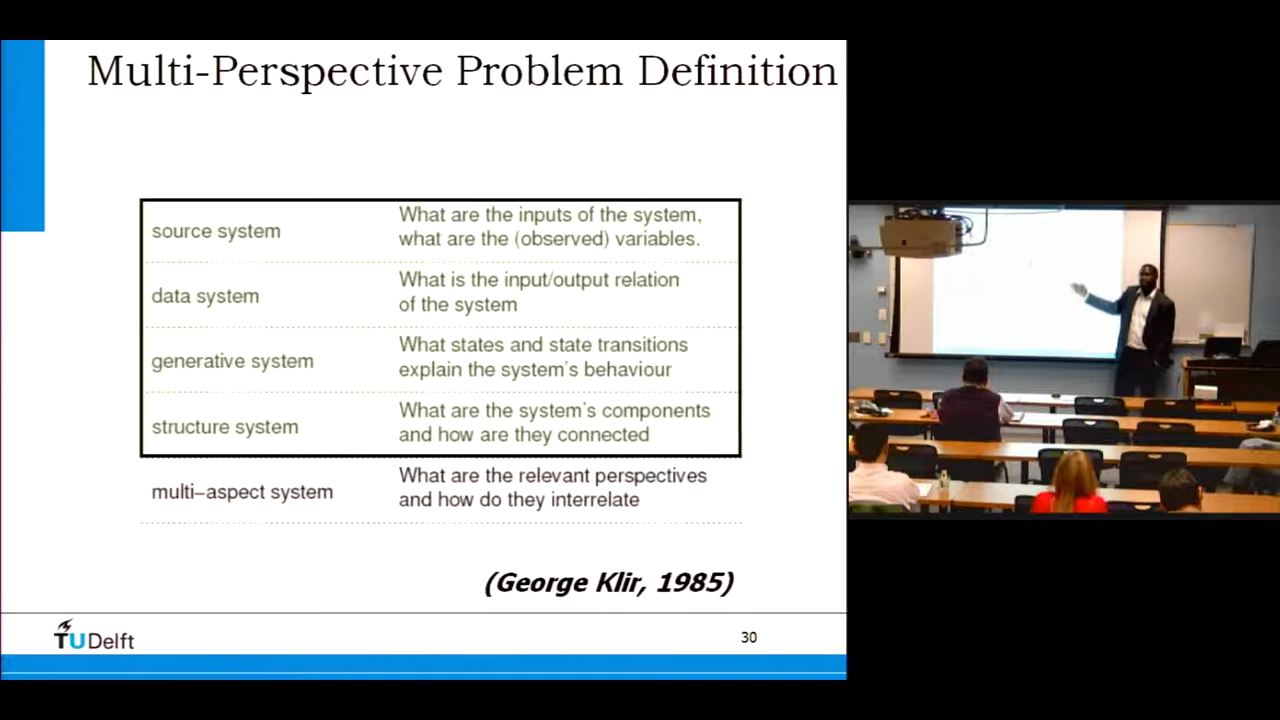 Multi-Perspective Problem Definition
source system
What are the inputs of the system,
what are the (observed) variables.
data system
What is the input/output relation
of the system
generative system
What states and state transitions
explain the system's behaviour
structure system
What are the system's components
and how are they connected
multi–aspect system
What are the relevant perspectives
and how do they interrelate
(George Klir, 1985)
TUDelft
30